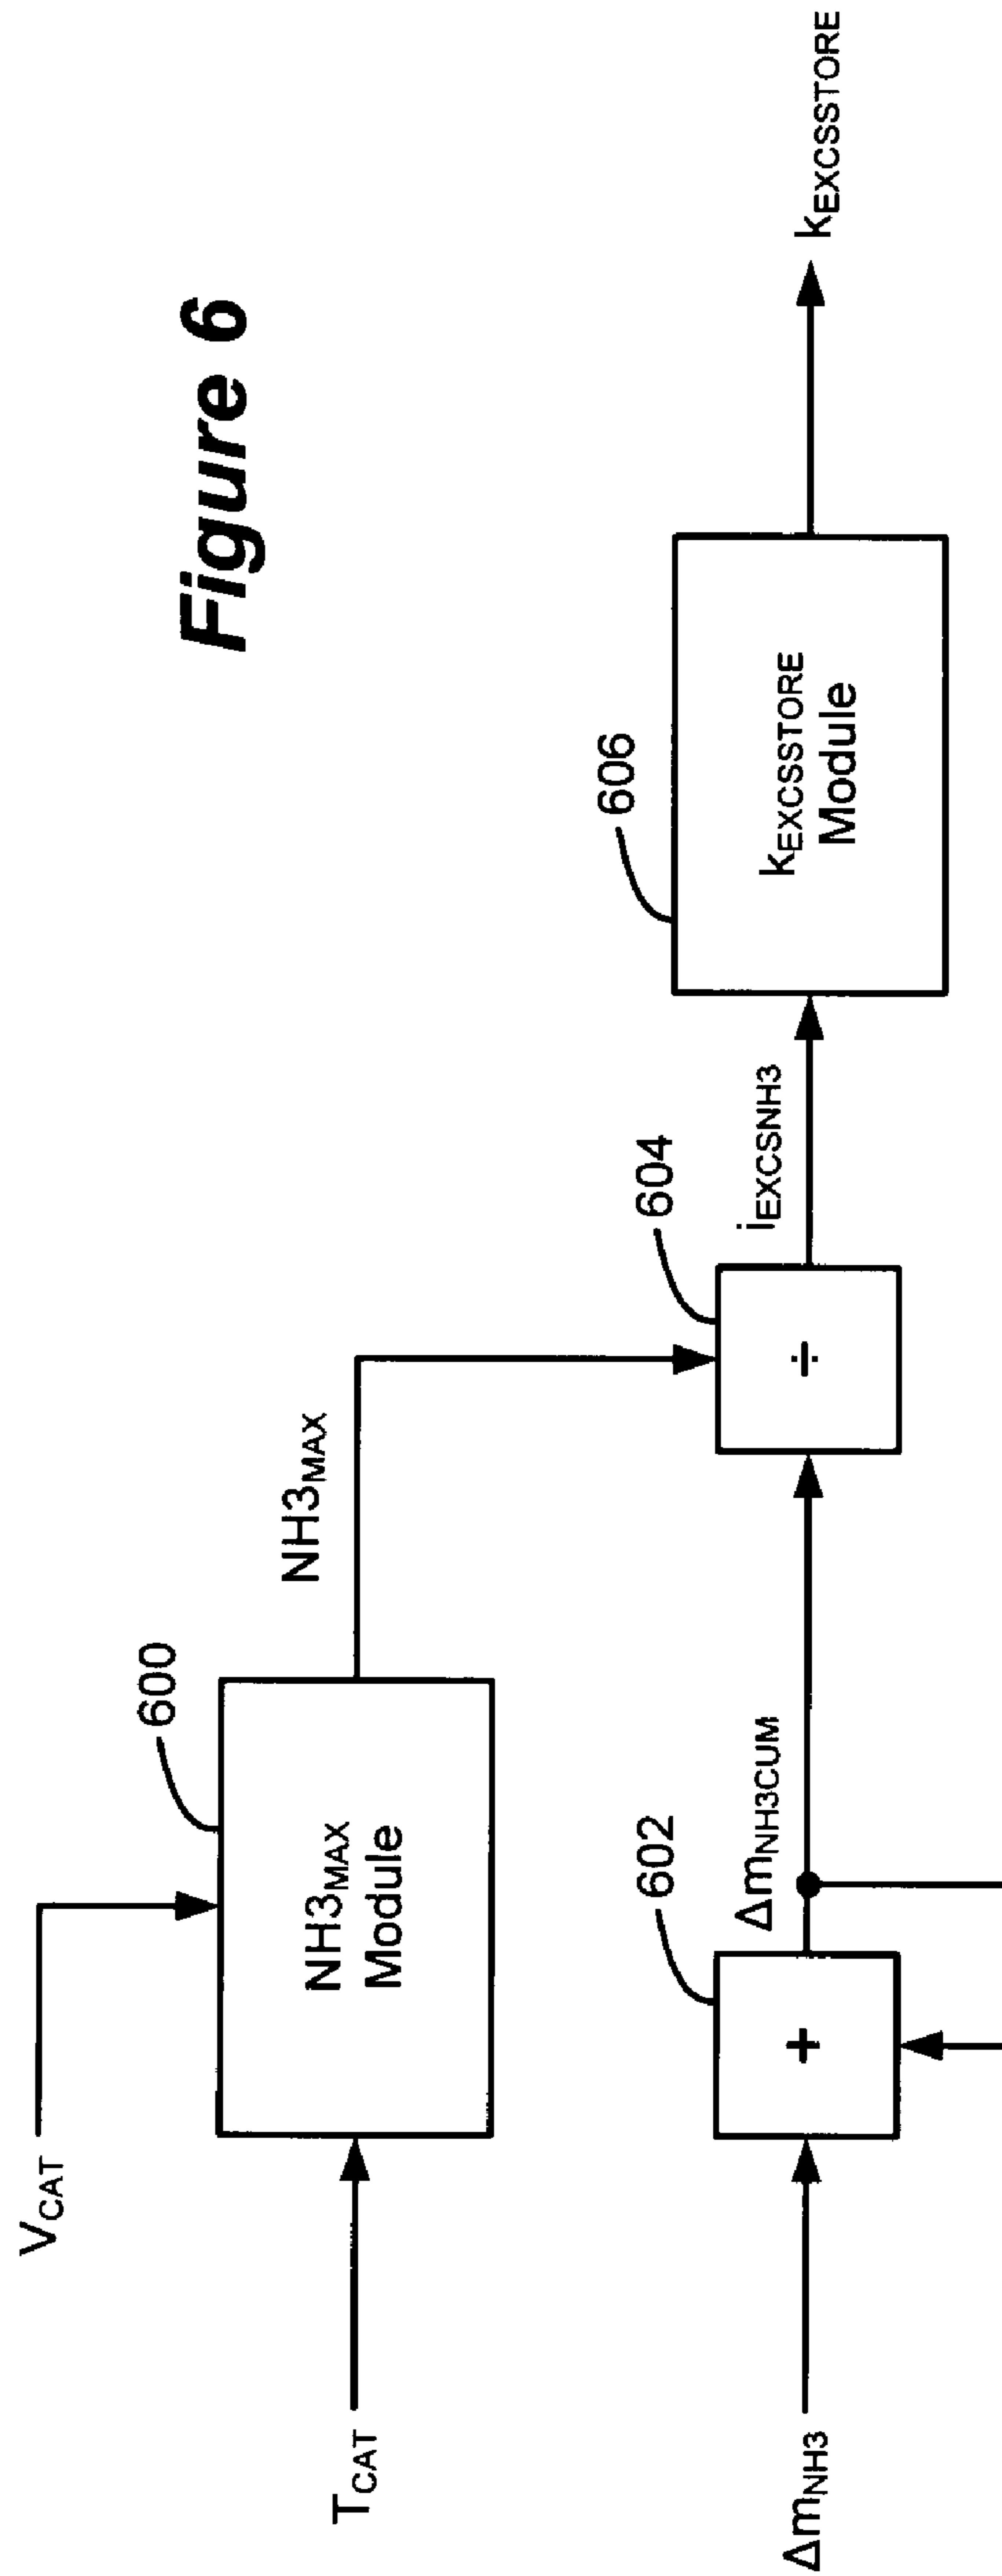 Figure 6
V_CAT
T_CAT
600
NH3_MAX
Module
NH3_MAX
Δm_NH3
602
+
Δm_NH3CUM
604
÷
i_EXCSNH3
606
k_EXCSSTORE
Module
k_EXCSSTORE